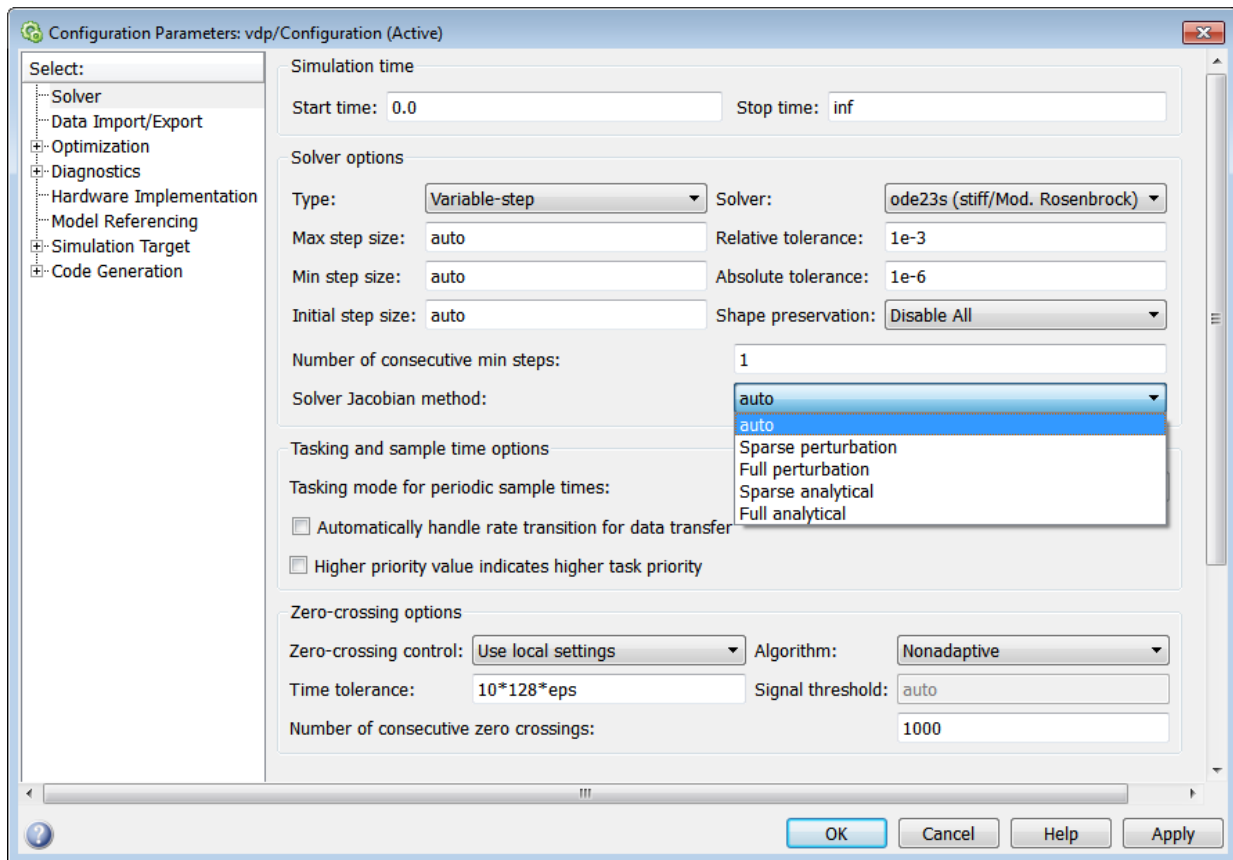 Configuration Parameters: vdp/Configuration (Active)
Select:
Solver
Data Import/Export
Optimization
Diagnostics
Hardware Implementation
Model Referencing
Simulation Target
Code Generation
Simulation time
Start time: 0.0 Stop time: inf
Solver options
Type: Variable-step Solver: ode23s (stiff/Mod. Rosenbrock)
Max step size: auto Relative tolerance: 1e-3
Min step size: auto Absolute tolerance: 1e-6
Initial step size: auto Shape preservation: Disable All
Number of consecutive min steps: 1
Solver Jacobian method: auto
auto
Sparse perturbation
Full perturbation
Sparse analytical
Full analytical
Tasking and sample time options
Tasking mode for periodic sample times:
Automatically handle rate transition for data transfer
Higher priority value indicates higher task priority
Zero-crossing options
Zero-crossing control: Use local settings Algorithm: Nonadaptive
Time tolerance: 10*128*eps Signal threshold: auto
Number of consecutive zero crossings: 1000
OK Cancel Help Apply